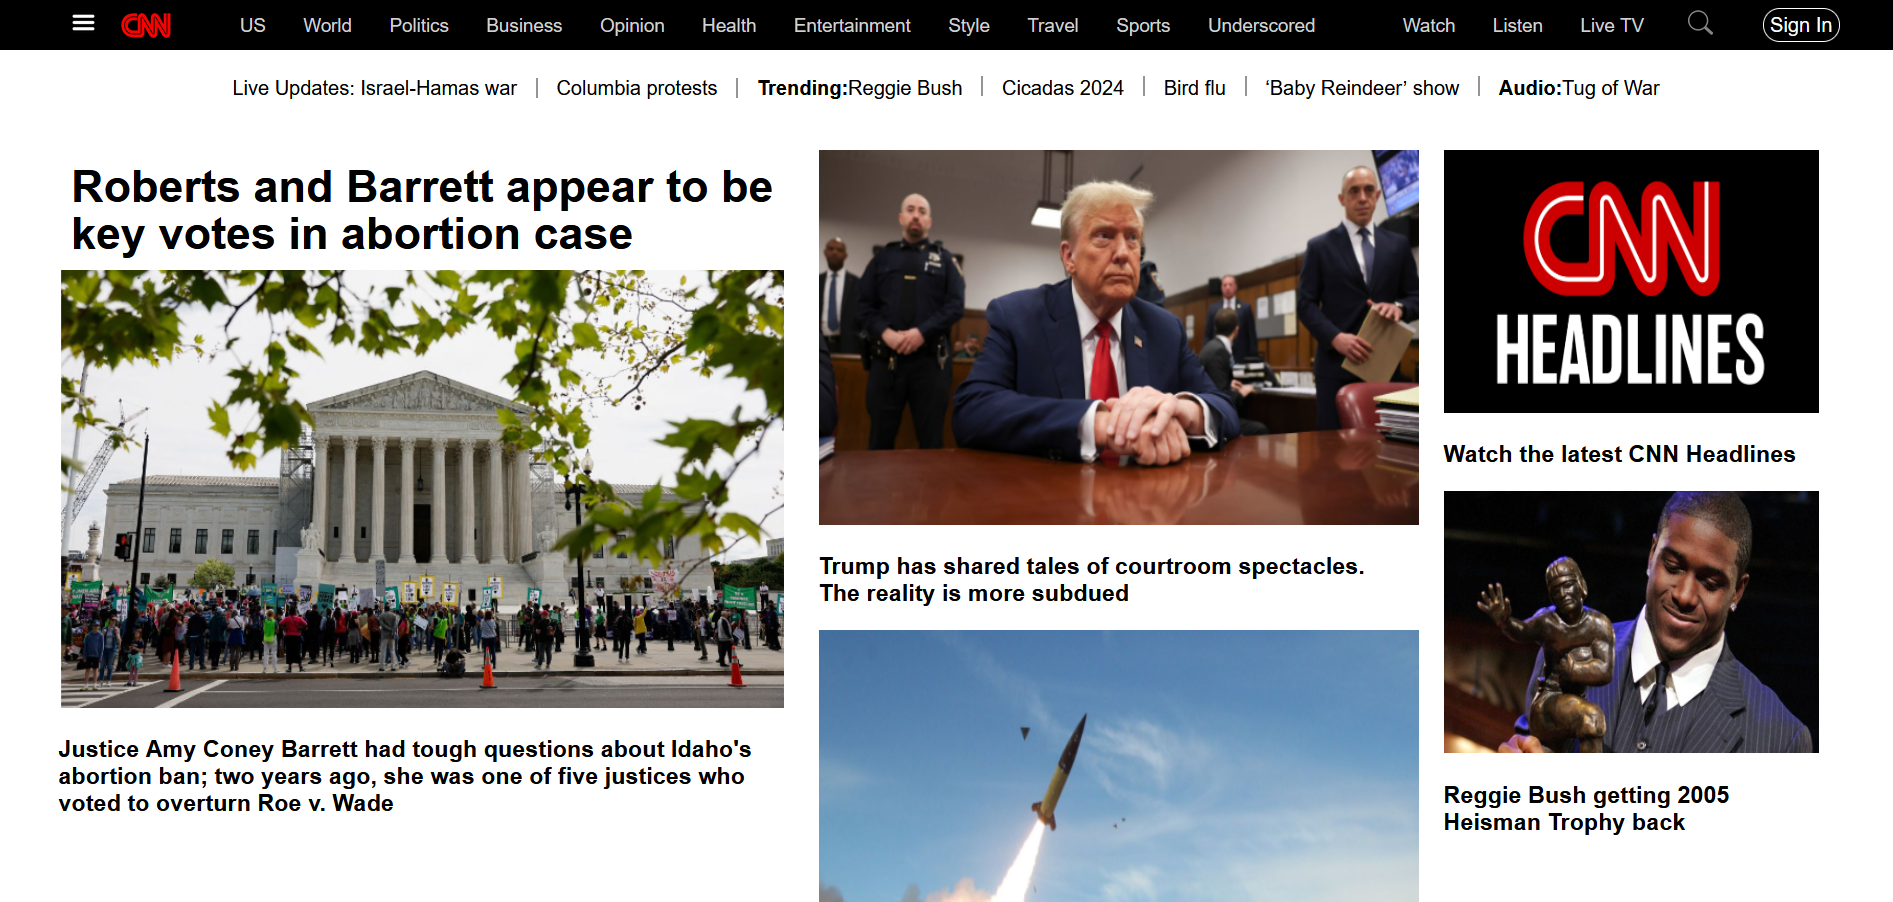 CNN US World Politics Business Opinion Health Entertainment Style Travel Sports Underscored Watch Listen Live TV Sign In
Live Updates: Israel-Hamas war | Columbia protests | Trending:Reggie Bush | Cicadas 2024 | Bird flu | ‘Baby Reindeer’ show | Audio:Tug of War
Roberts and Barrett appear to be
key votes in abortion case
Justice Amy Coney Barrett had tough questions about Idaho's
abortion ban; two years ago, she was one of five justices who
voted to overturn Roe v. Wade
Trump has shared tales of courtroom spectacles.
The reality is more subdued
CNN
HEADLINES
Watch the latest CNN Headlines
Reggie Bush getting 2005
Heisman Trophy back